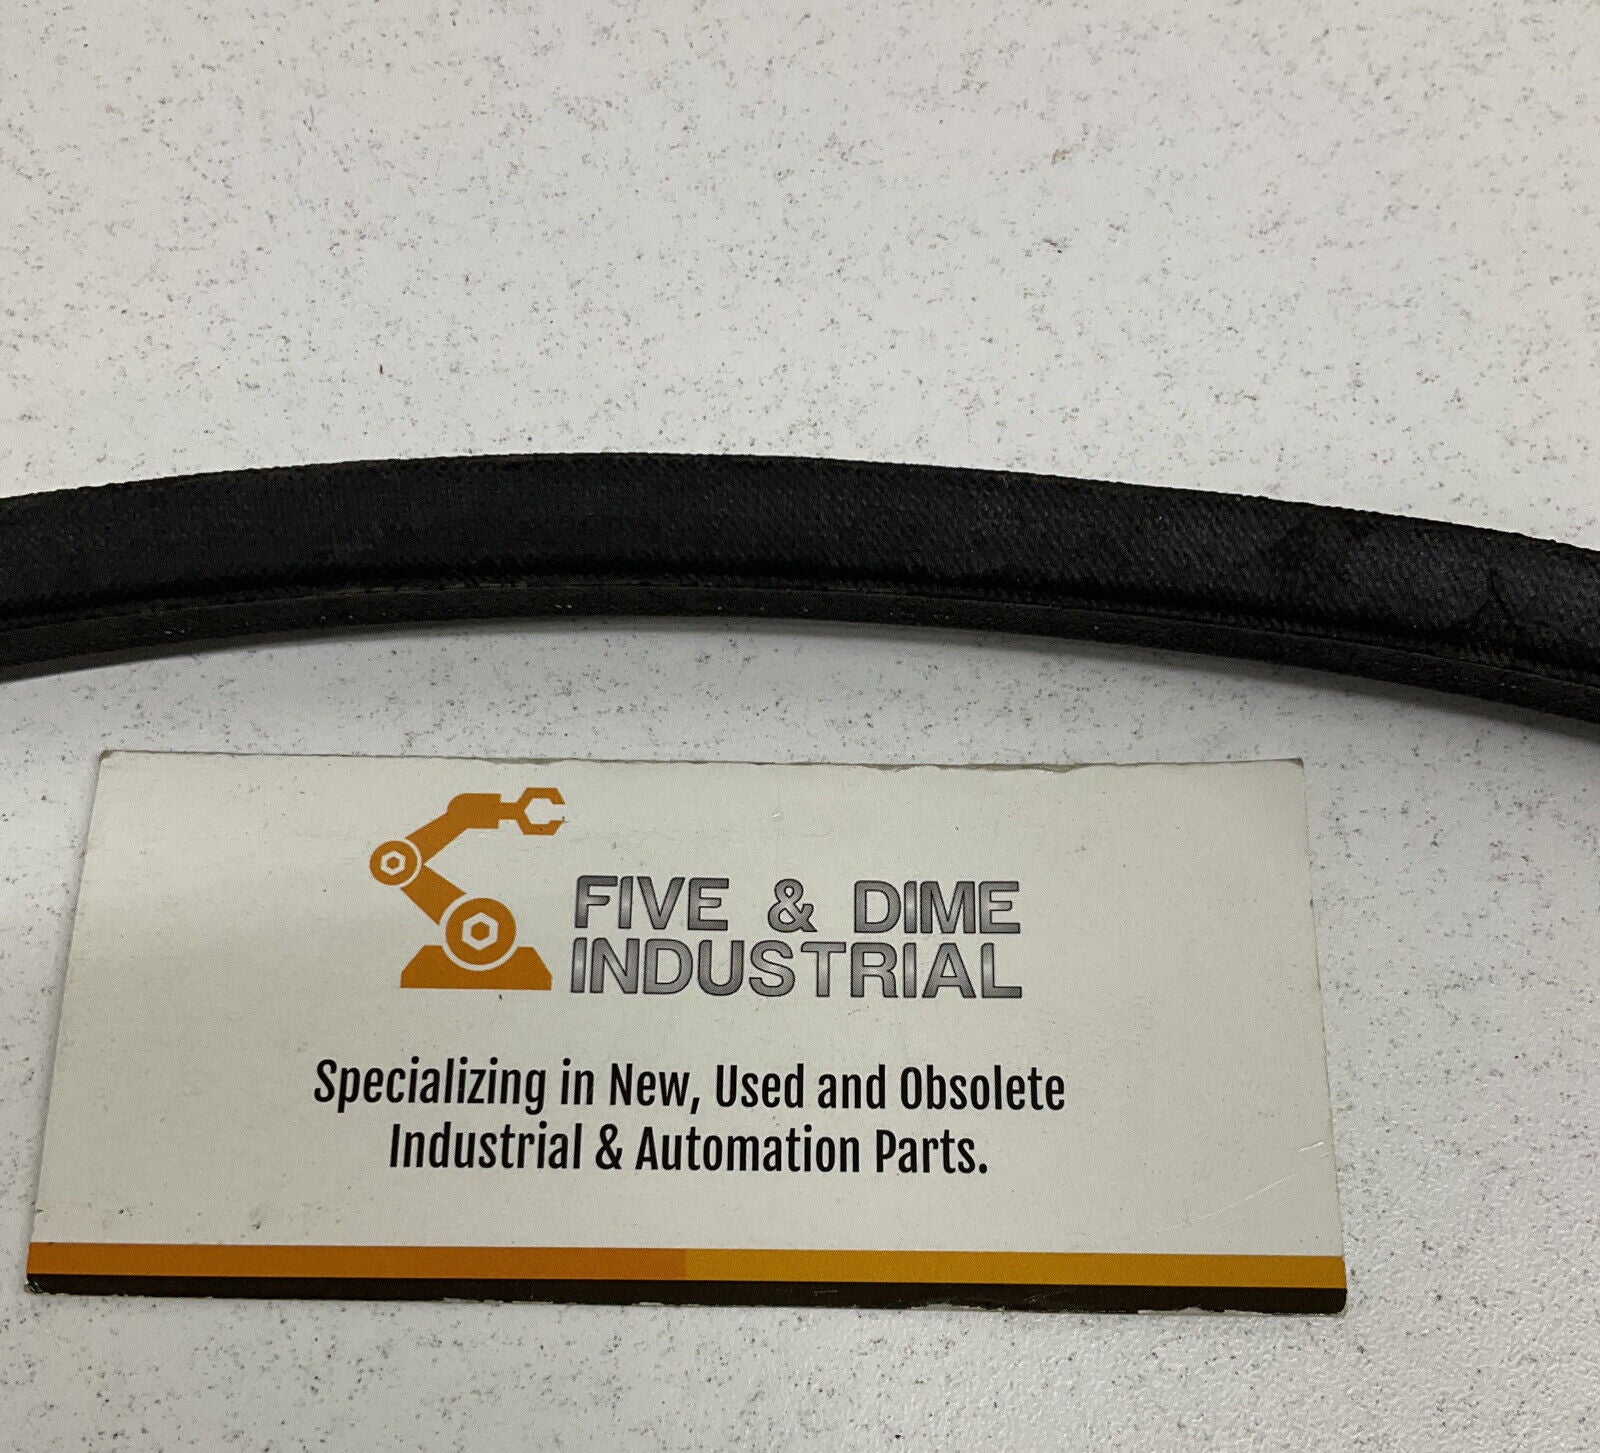 FIVE & DIME
INDUSTRIAL
Specializing in New, Used and Obsolete
Industrial & Automation Parts.